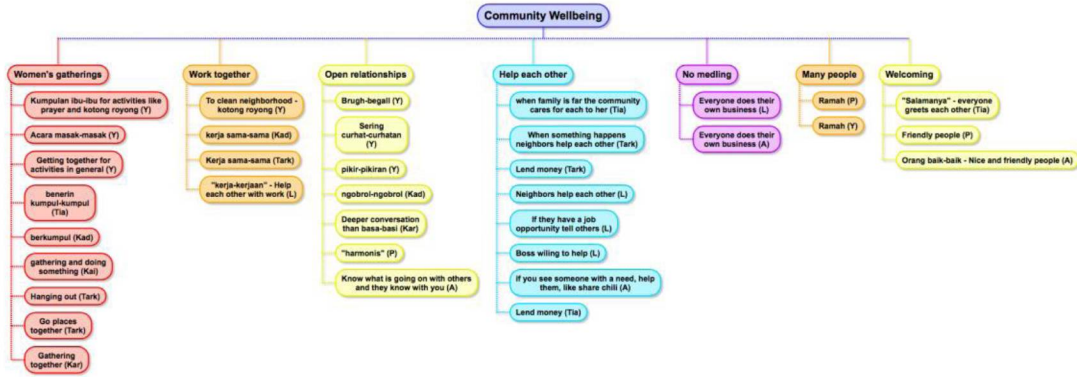 Community Wellbeing
Women's gatherings
Kumpulan ibu-ibu for activities like
prayer and kotong royong (Y)
Acara masak-masak (Y)
Getting together for
activities in general (Y)
benerin
kumpul-kumpul
(Tia)
berkumpul (Kad)
gathering and doing
something (Kai)
Hanging out (Tark)
Go places
together (Tark)
Gathering
together (Kar)
Work together
To clean neighborhood -
kotong royong (Y)
kerja sama-sama (Kad)
Kerja sama-sama (Tark)
"kerja-kerjaan" - Help
each other with work (L)
Open relationships
Brugh-begall (Y)
Sering
curhat-curhatan
(Y)
pikir-pikiran (Y)
ngobrol-ngobrol (Kad)
Deeper conversation
than basa-basi (Kar)
"harmonis" (P)
Know what is going on with others
and they know with you (A)
Help each other
when family is far the community
cares for each to her (Tia)
When something happens
neighbors help each other (Tark)
Lend money (Tark)
Neighbors help each other (L)
If they have a job
opportunity tell others (L)
Boss wiling to help (L)
if you see someone with a need, help
them, like share chili (A)
Lend money (Tia)
No medling
Everyone does their
own business (L)
Everyone does their
own business (A)
Many people
Ramah (P)
Ramah (Y)
Welcoming
"Salamanya" - everyone
greets each other (Tia)
Friendly people (P)
Orang baik-baik - Nice and friendly people (A)